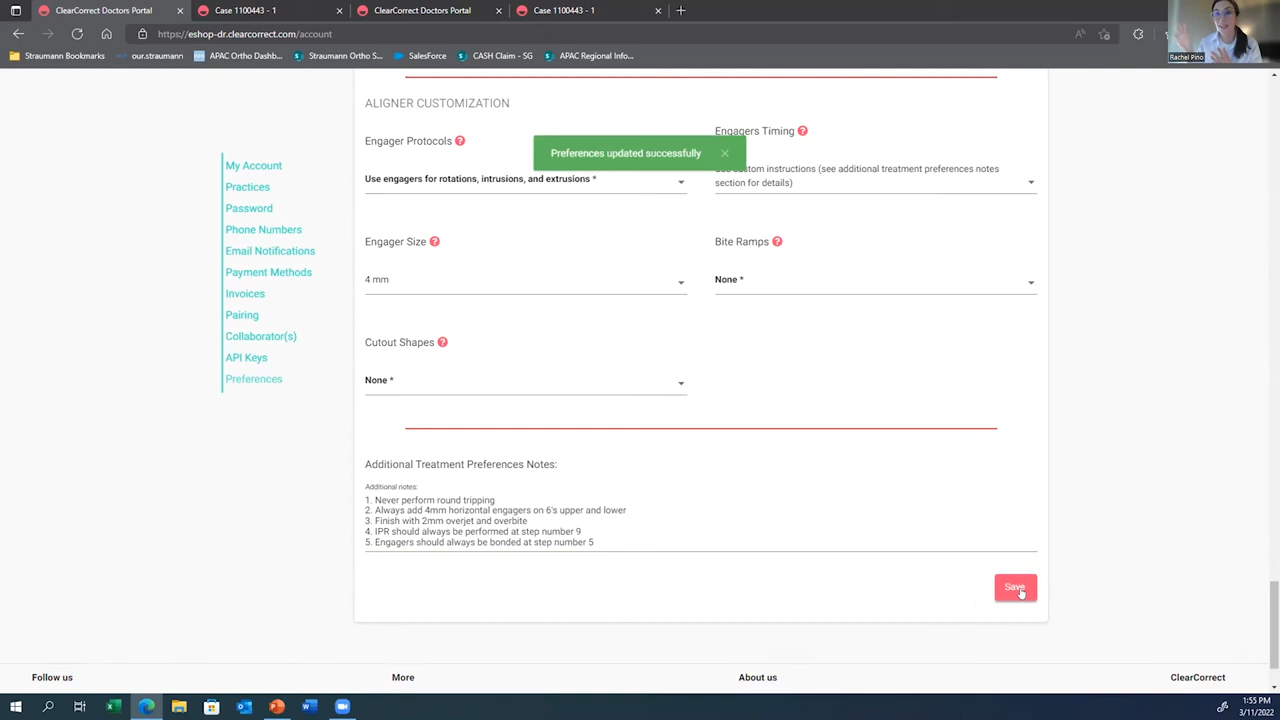 ClearCorrect Doctors Portal
Case 1100443 - 1
ClearCorrect Doctors Portal
Case 1100443 - 1
https://eshop-dr.clearcorrect.com/account
Straumann Bookmarks
our.straumann
APAC Ortho Dashb...
Straumann Ortho S...
SalesForce
CASH Claim - SG
APAC Regional Infor...
Rachel Pino
My Account
Practices
Password
Phone Numbers
Email Notifications
Payment Methods
Invoices
Pairing
Collaborator(s)
API Keys
Preferences
ALIGNER CUSTOMIZATION
Preferences updated successfully
Engager Protocols
Use engagers for rotations, intrusions, and extrusions *
Engagers Timing
custom instructions (see additional treatment preferences notes
section for details)
Engager Size
4 mm
Bite Ramps
None *
Cutout Shapes
None *
Additional Treatment Preferences Notes:
Additional notes:
1. Never perform round tripping
2. Always add 4mm horizontal engagers on 6's upper and lower
3. Finish with 2mm overjet and overbite
4. IPR should always be performed at step number 9
5. Engagers should always be bonded at step number 5
Save
Follow us
More
About us
ClearCorrect
1:55 PM
3/11/2022